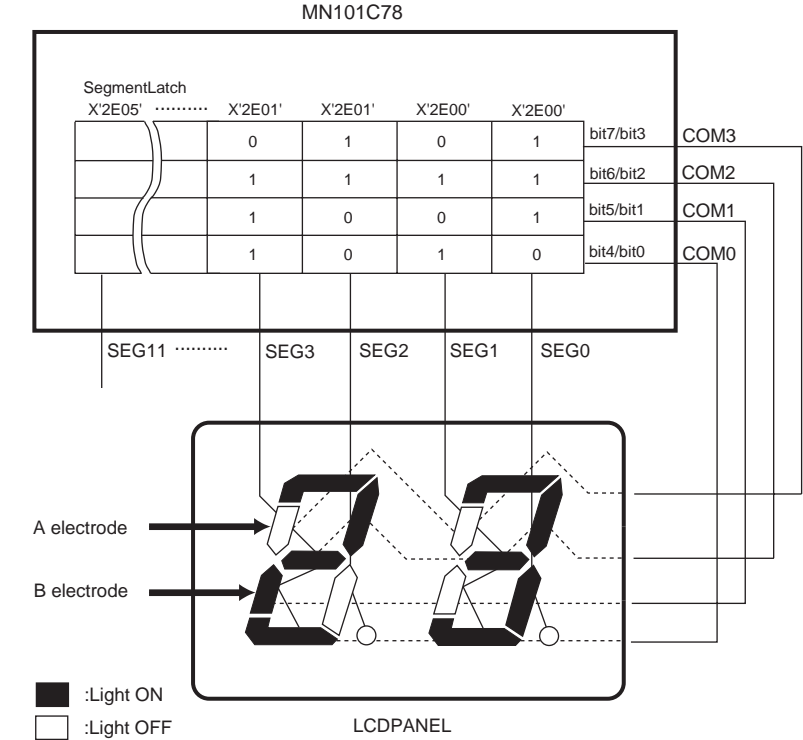 MN101C78
SegmentLatch
X'2E05' .......... X'2E01' X'2E01' X'2E00' X'2E00'
0 1 0 1 bit7/bit3 COM3
1 1 1 1 bit6/bit2 COM2
1 0 0 1 bit5/bit1 COM1
1 0 1 0 bit4/bit0 COM0
SEG11 .......... SEG3 SEG2 SEG1 SEG0
A electrode
B electrode
:Light ON
:Light OFF LCDPANEL